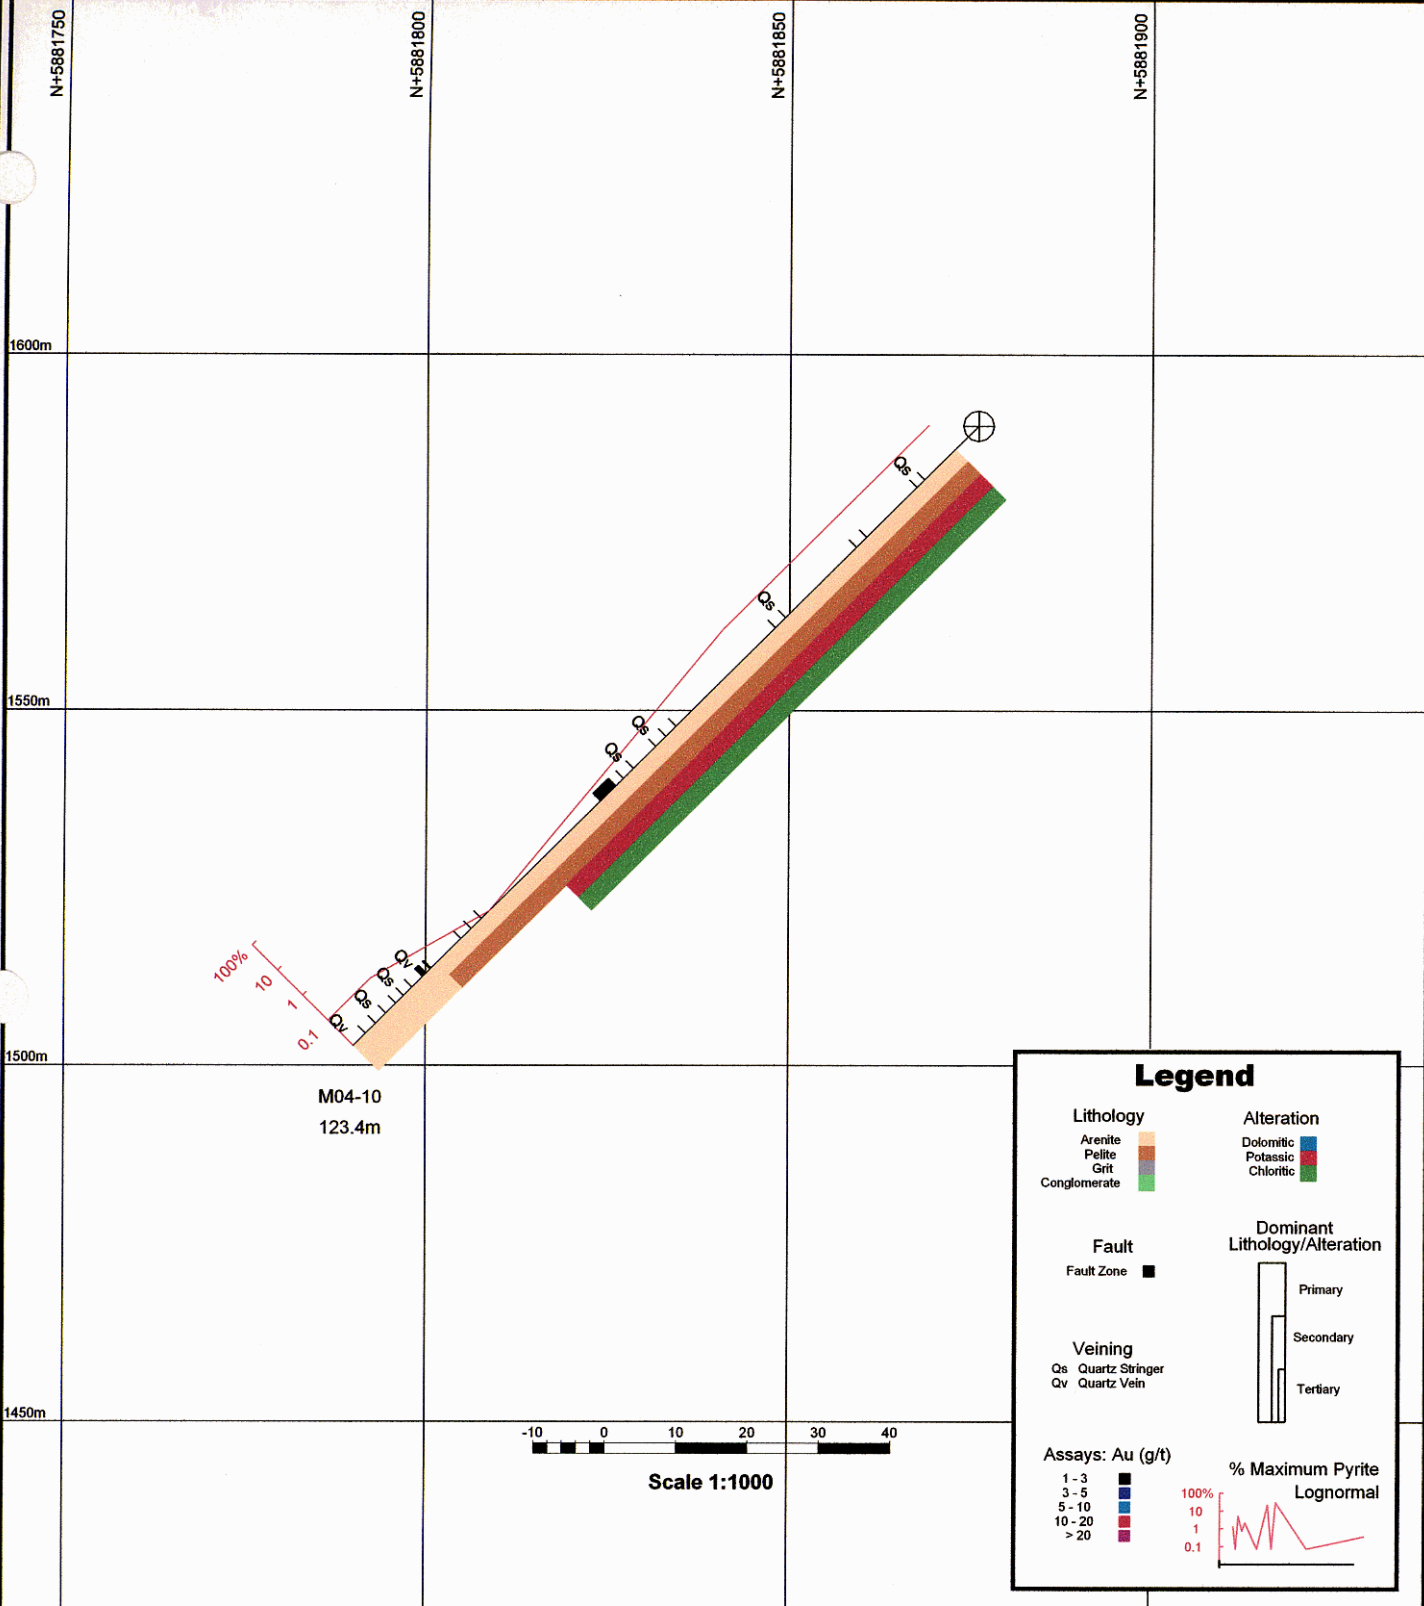 N+5881750
N+5881800
N+5881850
N+5881900
1600m
Qs
Qs
1550m
Qs
Qs
Qv
Qs
Qs
Qv
100%
10
1
0.1
1500m
M04-10
123.4m
1450m
-10 0 10 20 30 40
Scale 1:1000
Legend
Lithology
Arenite
Pelite
Grit
Conglomerate
Alteration
Dolomitic
Potassic
Chloritic
Fault
Fault Zone
Dominant
Lithology/Alteration
Primary
Secondary
Tertiary
Veining
Qs Quartz Stringer
Qv Quartz Vein
Assays: Au (g/t)
1 - 3
3 - 5
5 - 10
10 - 20
> 20
% Maximum Pyrite
Lognormal
100%
10
1
0.1